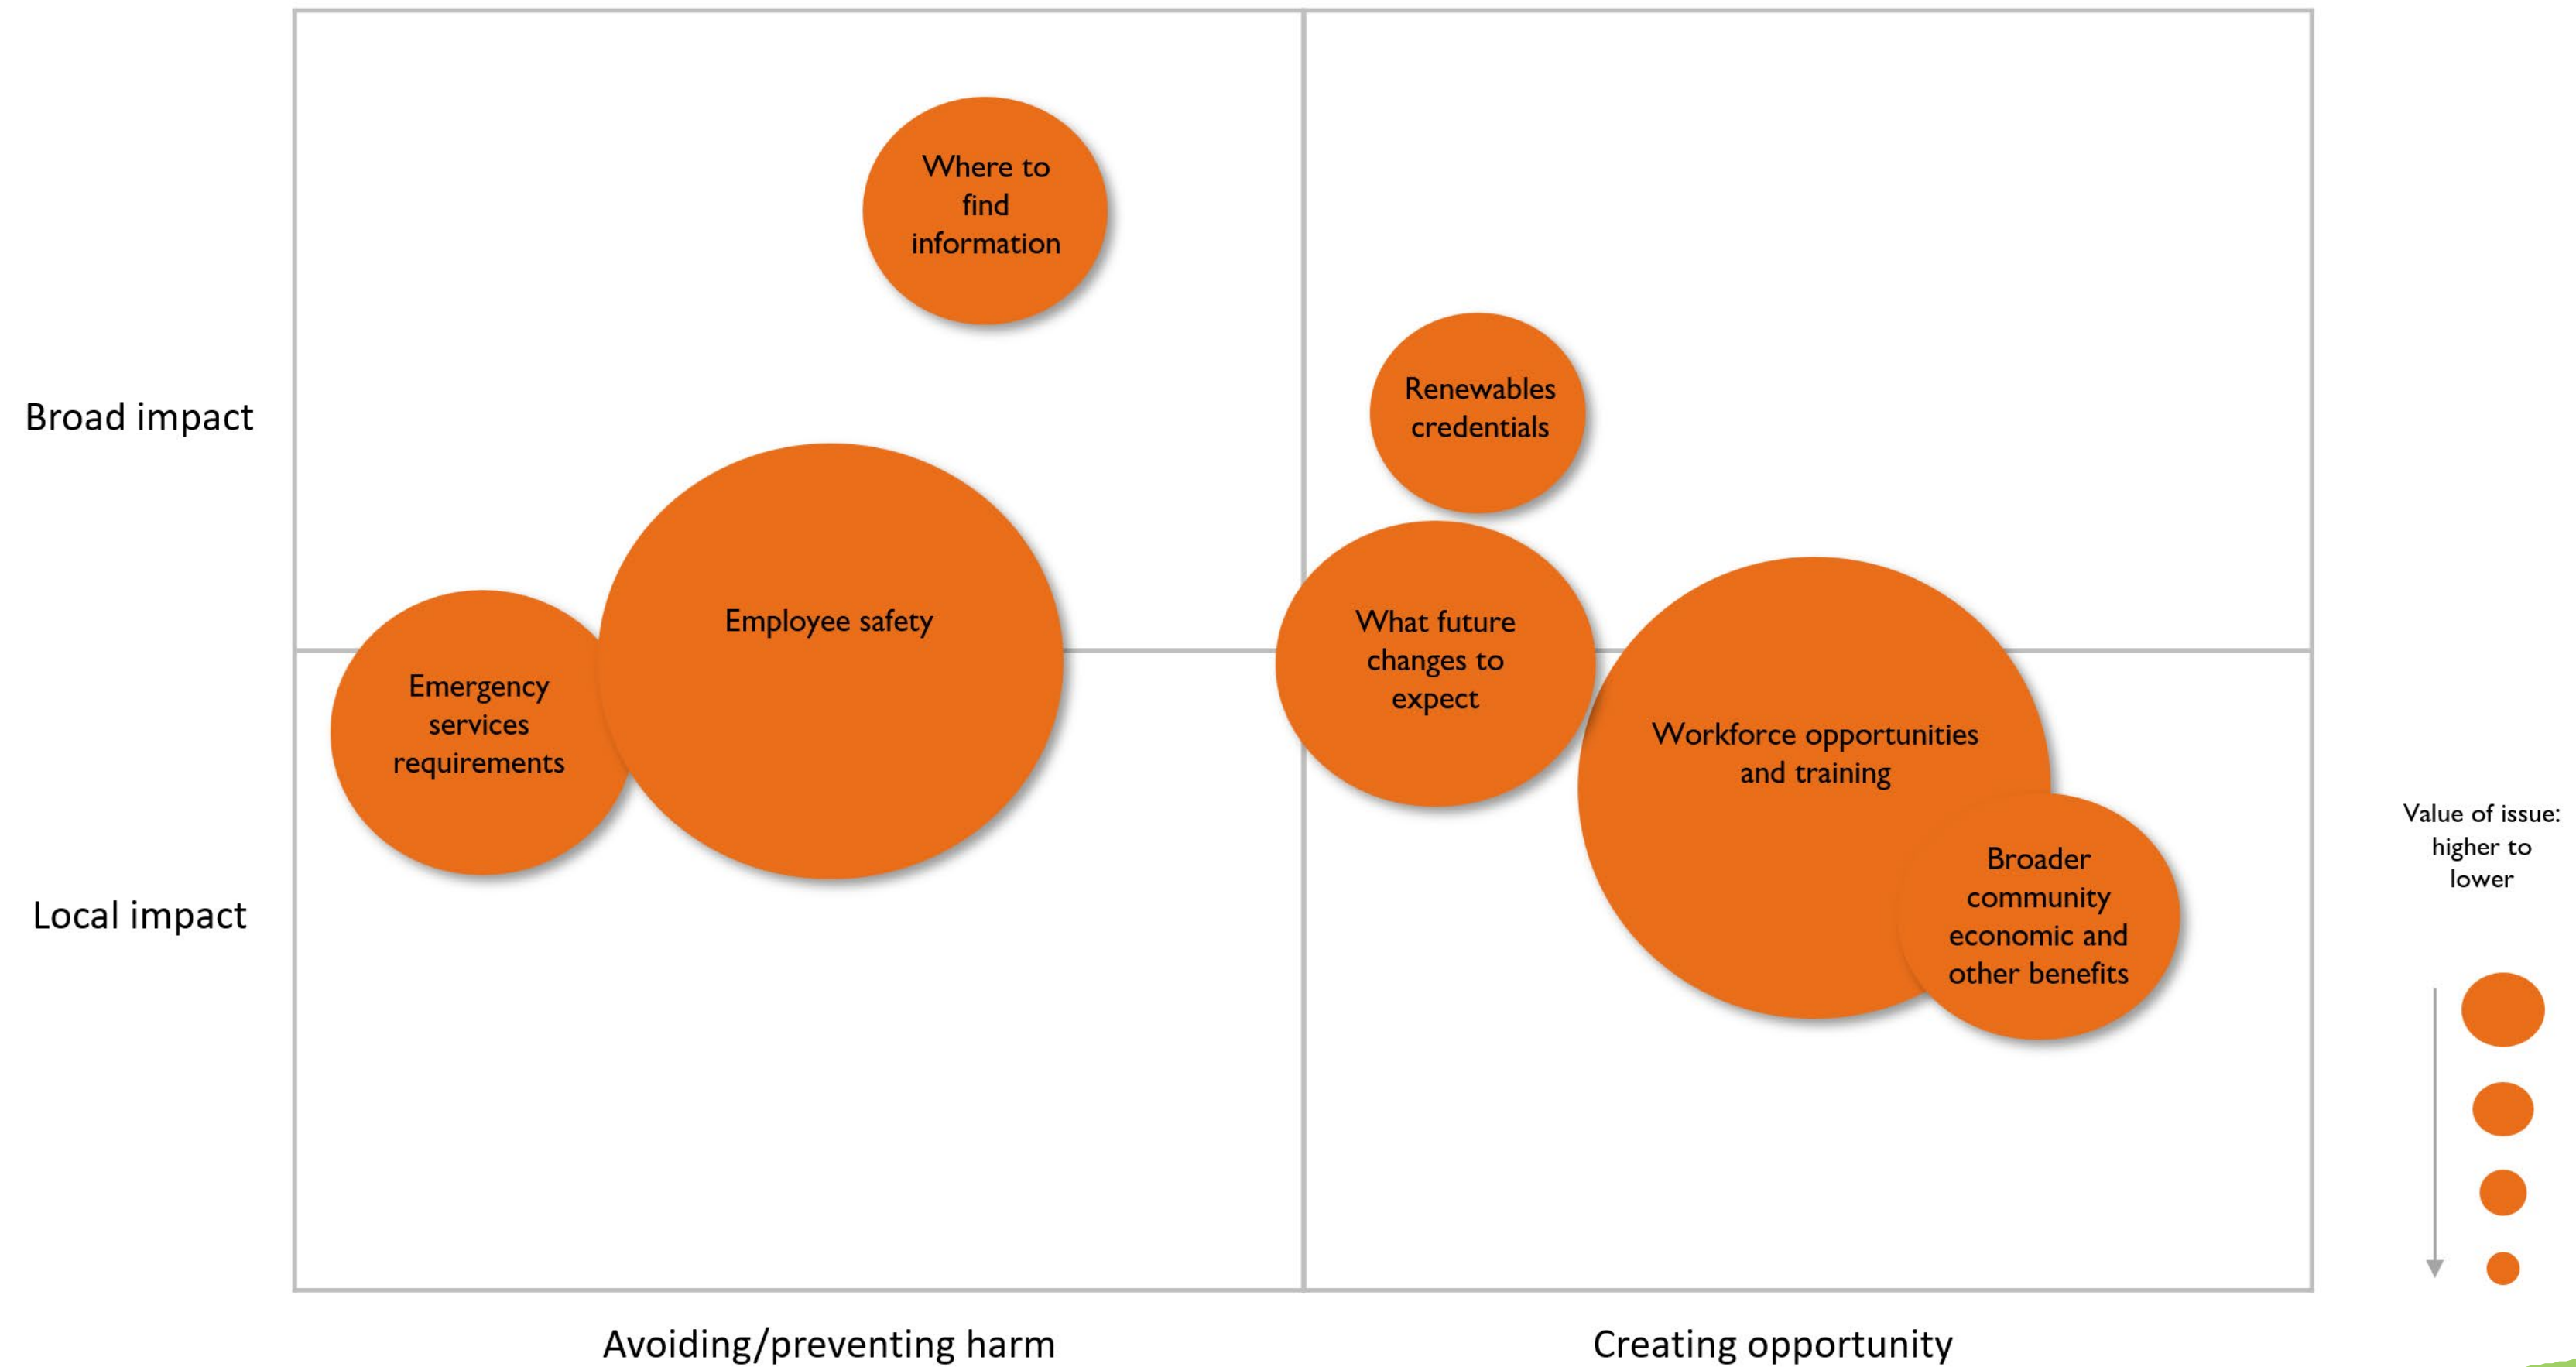 Where to
find
information
Renewables
credentials
Broad impact
Employee safety
What future
changes to
expect
Emergency
services
requirements
Workforce opportunities
and training
Broader
community
economic and
other benefits
Local impact
Value of issue:
higher to
lower
Avoiding/preventing harm
Creating opportunity